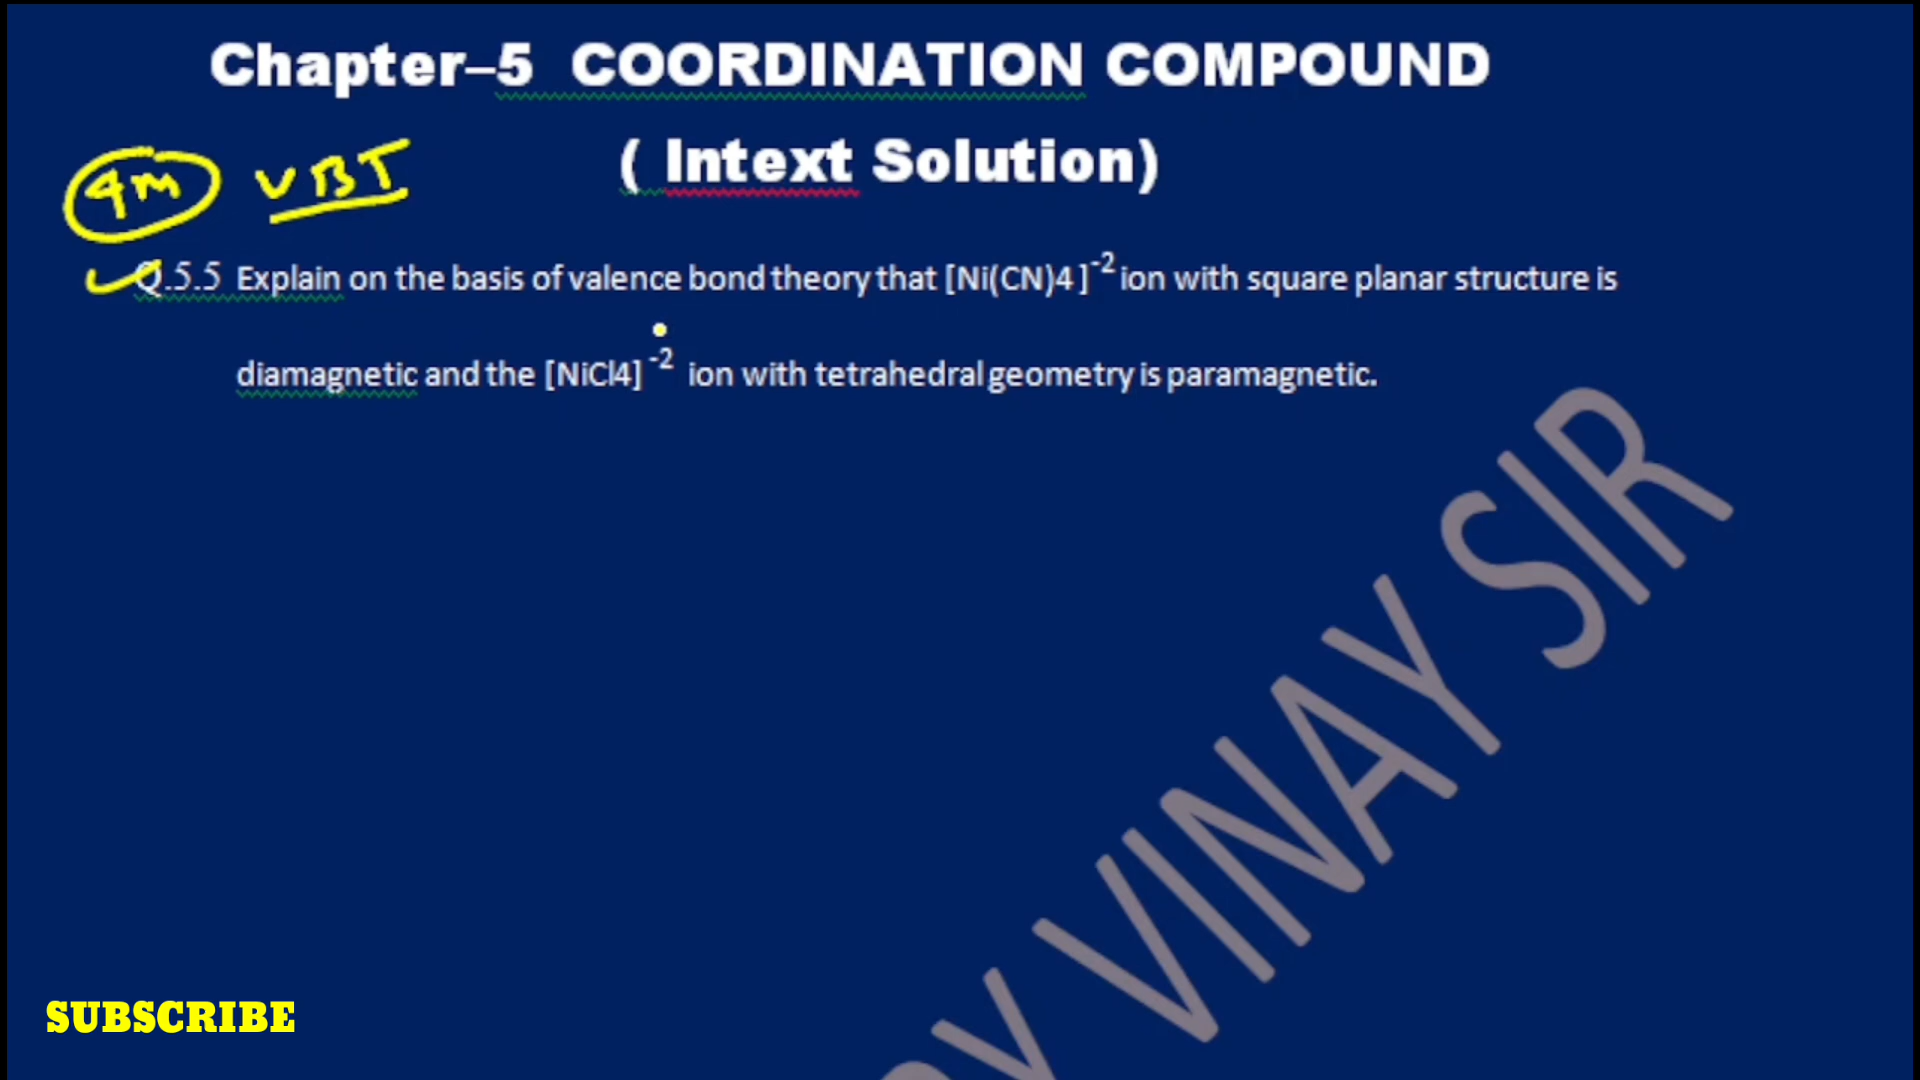 Chapter–5 COORDINATION COMPOUND
( Intext Solution)
4m VBT
Q.5.5 Explain on the basis of valence bond theory that [Ni(CN)4]-2 ion with square planar structure is
diamagnetic and the [NiCl4] -2 ion with tetrahedral geometry is paramagnetic.
VINAY SIR
SUBSCRIBE